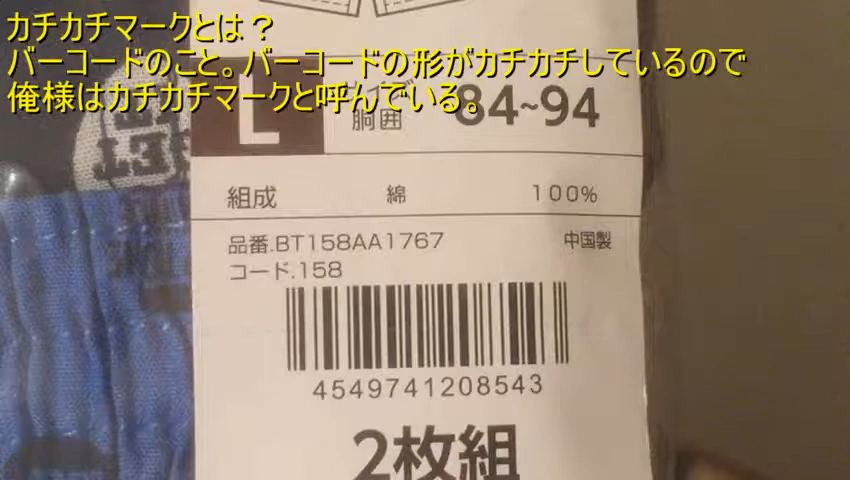 カチカチマークとは？
バーコードのこと。バーコードの形がカチカチしているので
俺様はカチカチマークと呼んでいる。
L
胴囲 84~94
組成 綿 100%
品番.BT158AA1767 中国製
コード.158
4549741208543
2枚組